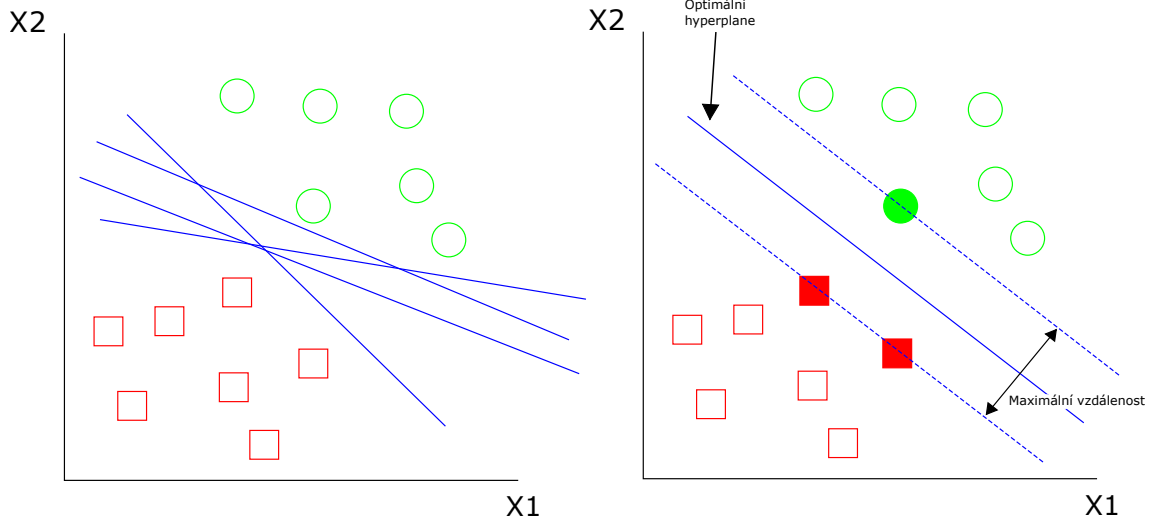 X2
X1
X2
Optimální
hyperplane
Maximální vzdálenost
X1